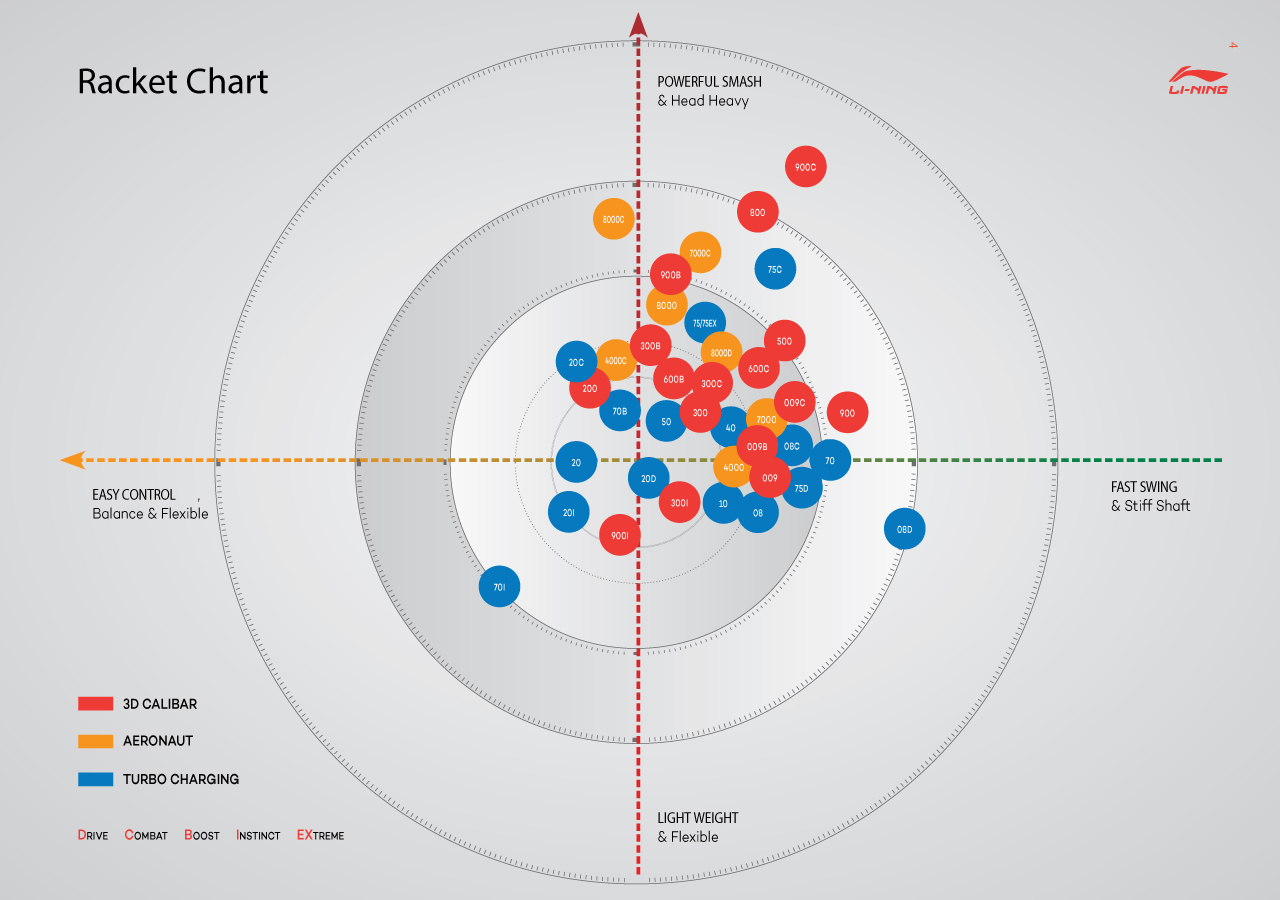 4
Racket Chart
POWERFUL SMASH
& Head Heavy
LI-NING
900C
800
8000C
7000C
75C
900B
8000
75/75EX
500
300B
8000D
20C
4000C
600C
600B
300C
200
009C
70B
300
900
7000
50
40
08C
009B
20
70
4000
20D
009
75D
300I
10
20I
08
08D
900I
70I
EASY CONTROL ,
Balance & Flexible
FAST SWING
& Stiff Shaft
3D CALIBAR
AERONAUT
TURBO CHARGING
DRIVE COMBAT BOOST INSTINCT EXTREME
LIGHT WEIGHT
& Flexible